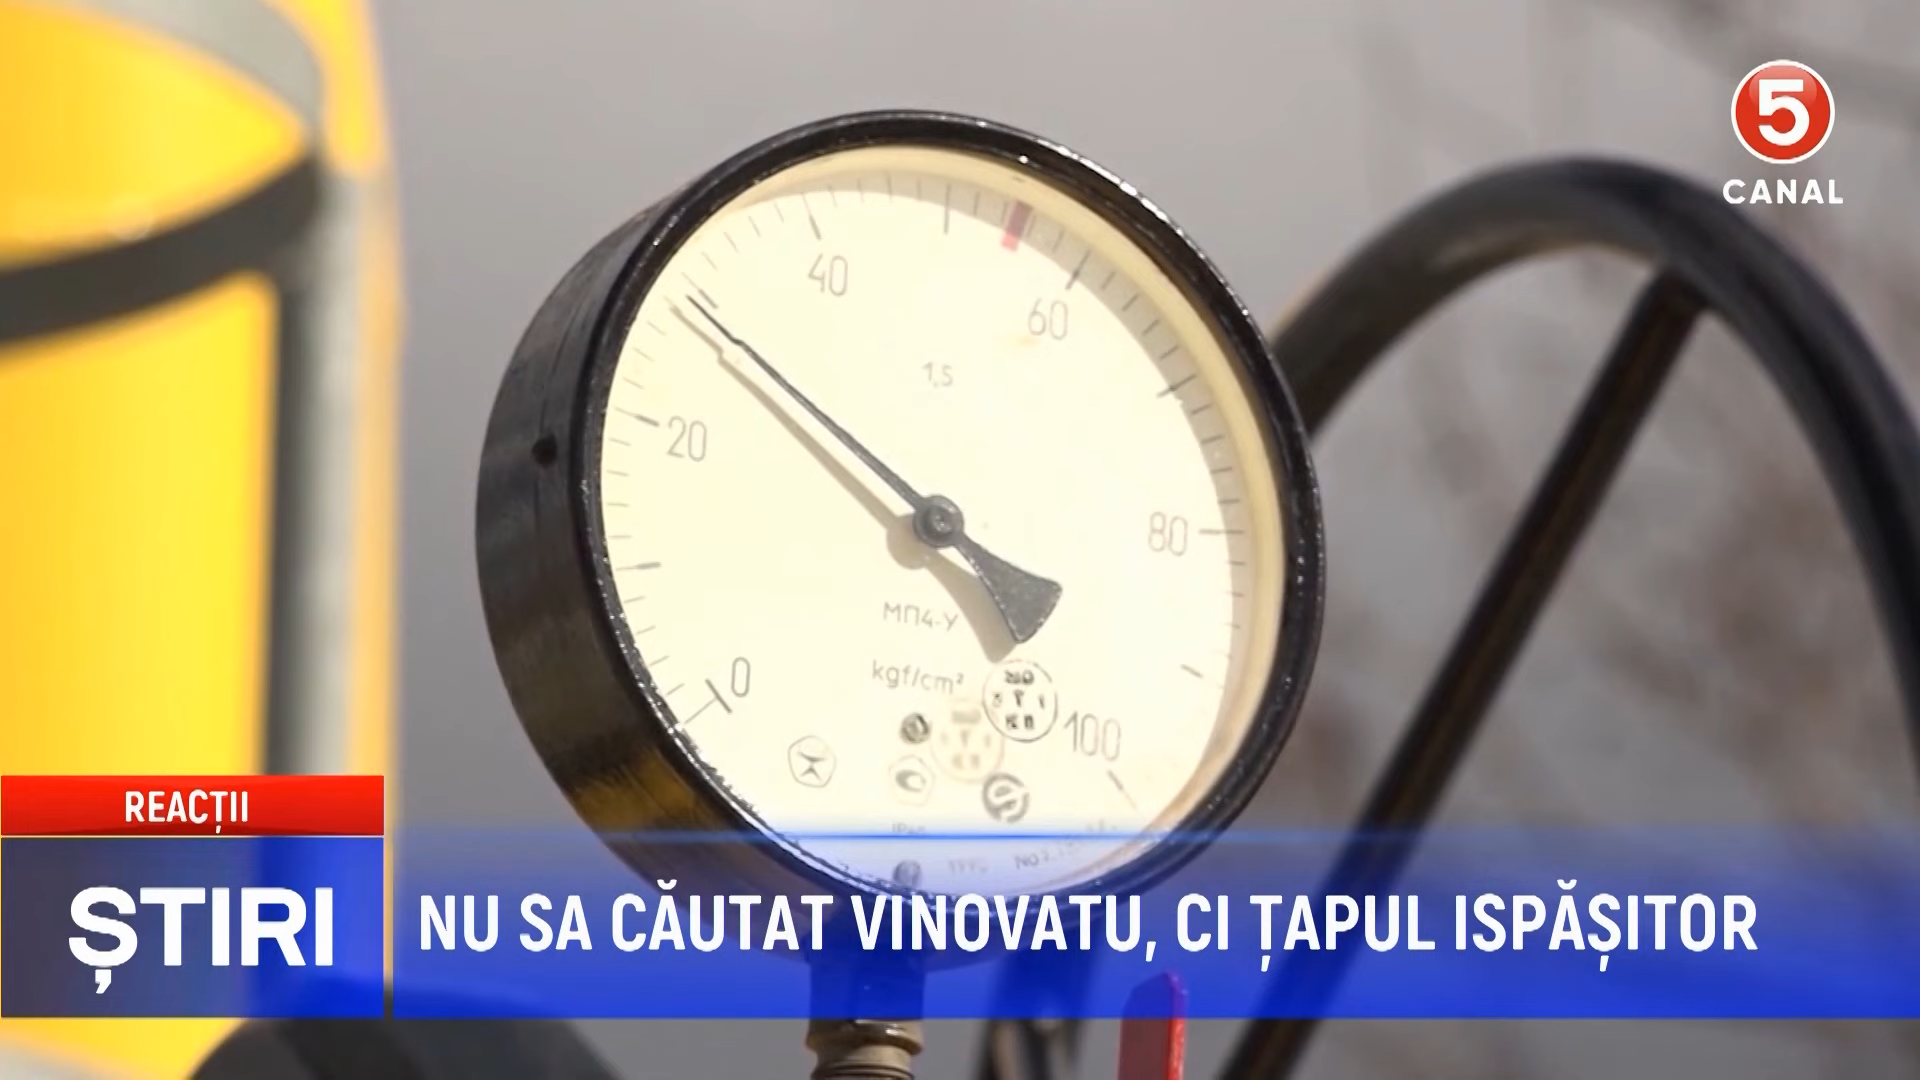 5
CANAL
40
60
1,5
20
80
МП4-У
kgf/cm²
0
100
REACȚII
ȘTIRI
NU SA CĂUTAT VINOVATU, CI ȚAPUL ISPĂȘITOR